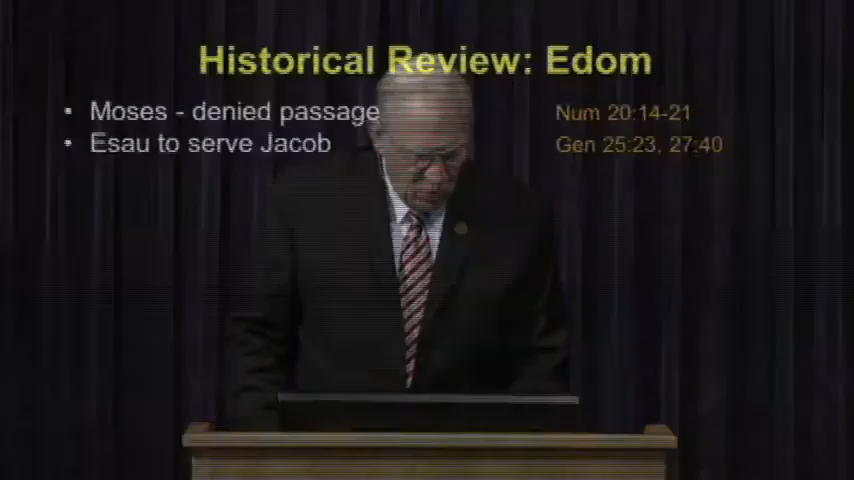 Historical Review: Edom
• Moses - denied passage Num 20:14-21
• Esau to serve Jacob Gen 25:23, 27:40